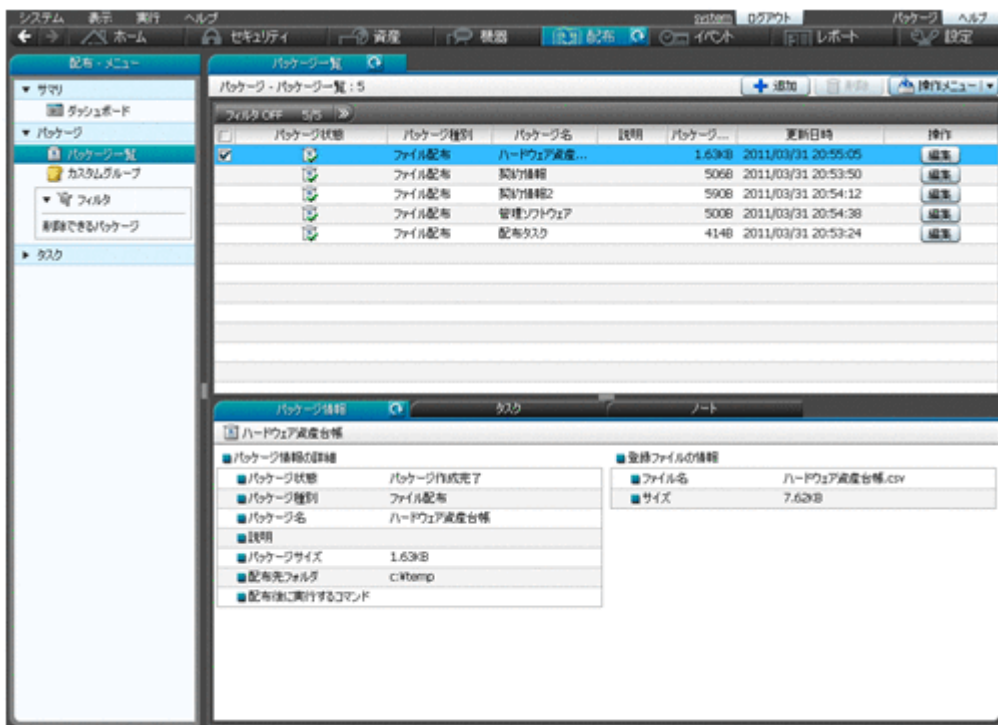 システム 表示 実行 ヘルプ system ログアウト パッケージ ヘルプ
ホーム セキュリティ 資産 機器 配布 イベント レポート 設定
配布 - メニュー
サマリ
ダッシュボード
パッケージ
パッケージ一覧
カスタムグループ
フィルタ
削除できるパッケージ
タスク
パッケージ一覧
パッケージ - パッケージ一覧 : 5 追加 削除 操作メニュー
フィルタ OFF 5/5
パッケージ状態 パッケージ種別 パッケージ名 説明 パッケージ... 更新日時 操作
ファイル配布 ハードウェア資産... 1.63KB 2011/03/31 20:55:05 編集
ファイル配布 契約情報 506B 2011/03/31 20:53:50 編集
ファイル配布 契約情報2 590B 2011/03/31 20:54:12 編集
ファイル配布 管理ソフトウェア 500B 2011/03/31 20:54:38 編集
ファイル配布 配布タスク 414B 2011/03/31 20:53:24 編集
パッケージ情報 タスク ノート
ハードウェア資産台帳
パッケージ情報の詳細
パッケージ状態 パッケージ作成完了
パッケージ種別 ファイル配布
パッケージ名 ハードウェア資産台帳
説明
パッケージサイズ 1.63KB
配布先フォルダ c:¥temp
配布後に実行するコマンド
登録ファイルの情報
ファイル名 ハードウェア資産台帳.csv
サイズ 7.62KB